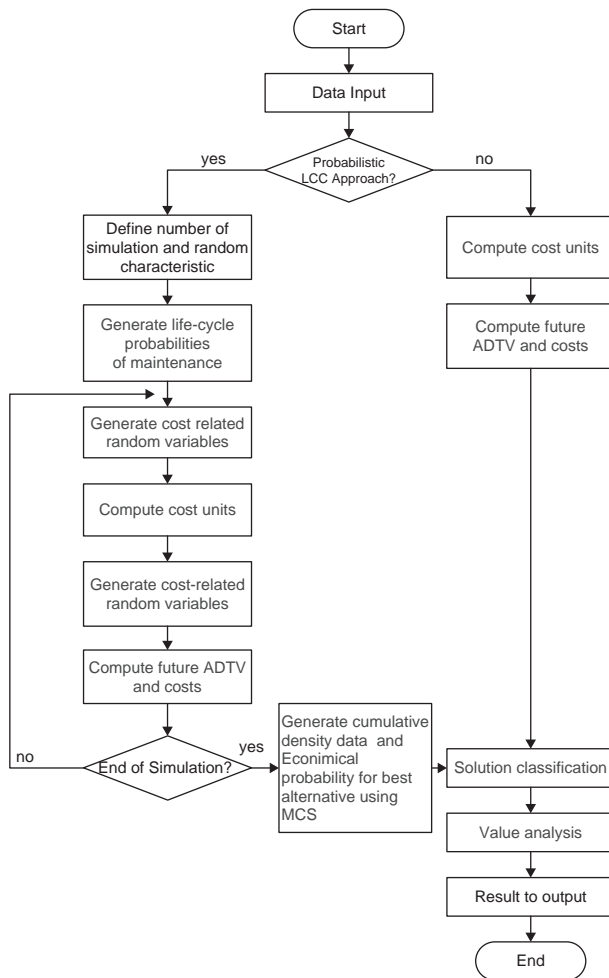 Start
Data Input
Probabilistic
LCC Approach?
yes
no
Define number of
simulation and random
characteristic
Generate life-cycle
probabilities
of maintenance
Generate cost related
random variables
Compute cost units
Generate cost-related
random variables
Compute future ADTV
and costs
End of Simulation?
no
yes
Generate cumulative
density data and
Econimical
probability for best
alternative using
MCS
Compute cost units
Compute future
ADTV and costs
Solution classification
Value analysis
Result to output
End